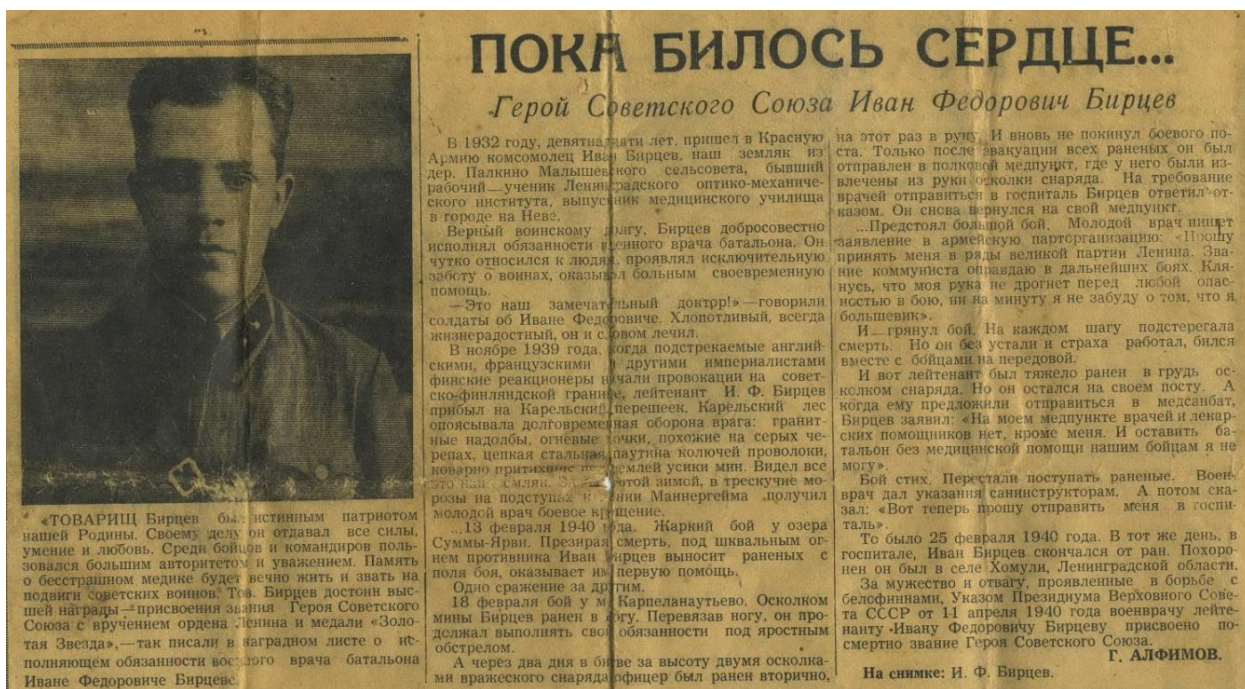 ПОКА БИЛОСЬ СЕРДЦЕ...
Герой Советского Союза Иван Федорович Бирцев
«ТОВАРИЩ Бирцев был истинным патриотом
нашей Родины. Своему делу он отдавал все силы,
умение и любовь. Среди бойцов и командиров поль-
зовался большим авторитетом и уважением. Память
о бесстрашном медике будет вечно жить и звать на
подвиги советских воинов. Тов. Бирцев достоин выс-
шей награды—присвоения звания Героя Советского
Союза с вручением ордена Ленина и медали «Золо-
тая Звезда»,—так писали в наградном листе о ис-
полняющем обязанности военного врача батальона
Иване Федоровиче Бирцеве.
В 1932 году, девятнадцати лет, пришел в Красную
Армию комсомолец Иван Бирцев, наш земляк из
дер. Палкино Малышевского сельсовета, бывший
рабочий—ученик Ленинградского оптико-механиче-
ского института, выпускник медицинского училища
в городе на Неве.
Верный воинскому долгу, Бирцев добросовестно
исполнял обязанности военного врача батальона. Он
чутко относился к людям, проявлял исключительную
заботу о воинах, оказывал больным своевременную
помощь.
—Это наш замечательный доктрр!»—говорили
солдаты об Иване Федоровиче. Хлопотливый, всегда
жизнерадостный, он и словом лечил.
В ноябре 1939 года, когда подстрекаемые англий-
скими, французскими и другими империалистами
финские реакционеры начали провокации на совет-
ско-финляндской границе, лейтенант И. Ф. Бирцев
прибыл на Карельский перешеек. Карельский лес
опоясывала долговременная оборона врага: гранит-
ные надолбы, огневые точки, похожие на серых че-
репах, цепкая стальная паутина колючей проволоки,
коварно притихшие под землей усики мин. Видел все
это наш земляк. Здесь этой зимой, в трескучие мо-
розы на подступах к линии Маннергейма получил
молодой врач боевое крещение.
...13 февраля 1940 года. Жаркий бой у озера
Суммы-Ярви. Презирая смерть, под шквальным ог-
нем противника Иван Бирцев выносит раненых с
поля боя, оказывает им первую помощь.
Одно сражение за другим.
18 февраля бой у м. Карпеланаутьево. Осколком
мины Бирцев ранен в ногу. Перевязав ногу, он про-
должал выполнять свои обязанности под яростным
обстрелом.
А через два дня в битве за высоту двумя осколка-
ми вражеского снаряда офицер был ранен вторично,
на этот раз в руку. И вновь не покинул боевого по-
ста. Только после эвакуации всех раненых он был
отправлен в полковой медпункт, где у него были из-
влечены из руки осколки снаряда. На требование
врачей отправиться в госпиталь Бирцев ответил от-
казом. Он снова вернулся на свой медпункт.
...Предстоял большой бой. Молодой врач пишет
заявление в армейскую парторганизацию: «Прошу
принять меня в ряды великой партии Ленина. Зва-
ние коммуниста оправдаю в дальнейших боях. Кля-
нусь, что моя рука не дрогнет перед любой опас-
ностью в бою, ни на минуту я не забуду о том, что я
большевик».
И—грянул бой. На каждом шагу подстерегала
смерть. Но он без устали и страха работал, бился
вместе с бойцами на передовой.
И вот лейтенант был тяжело ранен в грудь ос-
колком снаряда. Но он остался на своем посту. А
когда ему предложили отправиться в медсанбат,
Бирцев заявил: «На моем медпункте врачей и лекар-
ских помощников нет, кроме меня. И оставить ба-
тальон без медицинской помощи нашим бойцам я не
могу».
Бой стих. Перестали поступать раненые. Воен-
врач дал указания санинструкторам. А потом ска-
зал: «Вот теперь прошу отправить меня в госпи-
таль».
То было 25 февраля 1940 года. В тот же день, в
госпитале, Иван Бирцев скончался от ран. Похоро-
нен он был в селе Хомули, Ленинградской области.
За мужество и отвагу, проявленные в борьбе с
белофиннами, Указом Президиума Верховного Сове-
та СССР от 11 апреля 1940 года военврачу лейте-
нанту Ивану Федоровичу Бирцеву присвоено по-
смертно звание Героя Советского Союза.
Г. АЛФИМОВ.
На снимке: И. Ф. Бирцев.